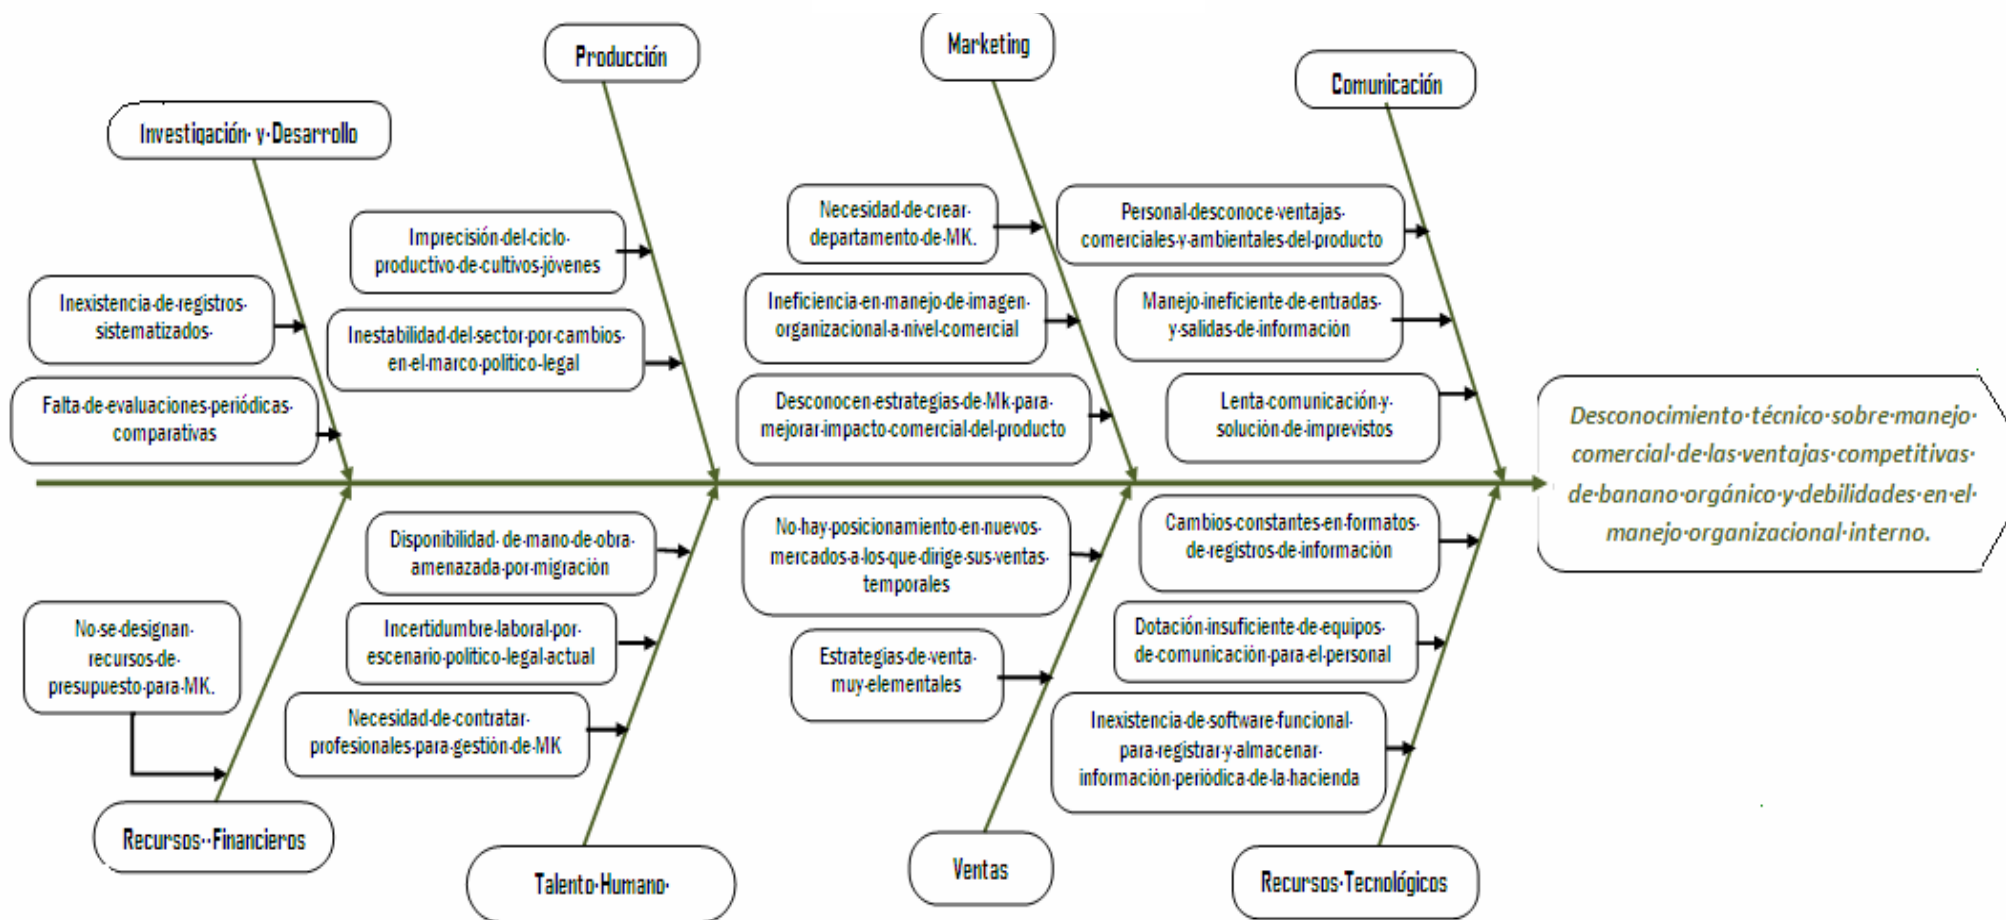 Producción
Marketing
Comunicación
Investigación· y·Desarrollo
Imprecisión·del·ciclo·
productivo·de·cultivos·jóvenes
Inexistencia·de·registros·
sistematizados·
Inestabilidad·del·sector·por·cambios·
en·el·marco·político·legal
Falta·de·evaluaciones·periódicas·
comparativas
Necesidad·de·crear·
departamento·de·MK.
Ineficiencia·en·manejo·de·imagen·
organizacional·a·nivel·comercial
Desconocen·estrategias·de·Mk·para·
mejorar·impacto·comercial·del·producto
Personal·desconoce·ventajas·
comerciales·y·ambientales·del·producto
Manejo·ineficiente·de·entradas·
y·salidas·de·información
Lenta·comunicación·y·
solución·de·imprevistos
Desconocimiento·técnico·sobre·manejo·
comercial·de·las·ventajas·competitivas·
de·banano·orgánico·y·debilidades·en·el·
manejo·organizacional·interno.
No·se·designan·
recursos·de·
presupuesto·para·MK.
Disponibilidad· de·mano·de·obra·
amenazada·por·migración
Incertidumbre·laboral·por·
escenario·político·legal·actual
Necesidad·de·contratar·
profesionales·para·gestión·de·MK
No·hay·posicionamiento·en·nuevos·
mercados·a·los·que·dirige·sus·ventas·
temporales
Estrategias·de·venta·
muy·elementales
Cambios·constantes·en·formatos·
de·registros·de·información
Dotación·insuficiente·de·equipos·
de·comunicación·para·el·personal
Inexistencia·de·software·funcional·
para·registrar·y·almacenar·
información·periódica·de·la·hacienda
Recursos··Financieros
Talento·Humano·
Ventas
Recursos·Tecnológicos